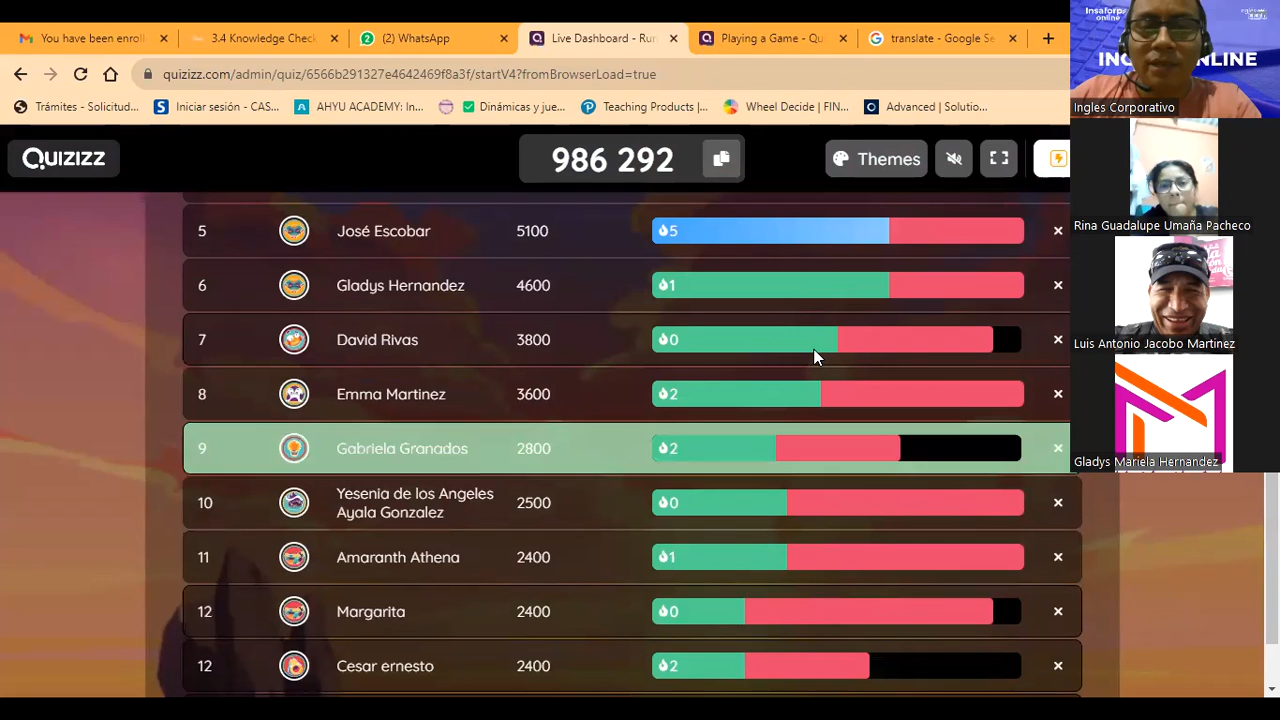 You have been enroll
3.4 Knowledge Check
(2) WhatsApp
Live Dashboard - Run
Playing a Game - Qu
translate - Google Se
quizizz.com/admin/quiz/6566b291327e4642469f8a3f/startV4?fromBrowserLoad=true
Trámites - Solicitud...
Iniciar sesión - CAS...
AHYU ACADEMY: In...
Dinámicas y jue...
Teaching Products |...
Wheel Decide | FIN...
Advanced | Solutio...
Quizizz
986 292
Themes
5 José Escobar 5100 5
6 Gladys Hernandez 4600 1
7 David Rivas 3800 0
8 Emma Martinez 3600 2
9 Gabriela Granados 2800 2
10 Yesenia de los Angeles
Ayala Gonzalez 2500 0
11 Amaranth Athena 2400 1
12 Margarita 2400 0
12 Cesar ernesto 2400 2
Insaforp
online
Ingles Corporativo
Rina Guadalupe Umaña Pacheco
Luis Antonio Jacobo Martinez
Gladys Mariela Hernandez